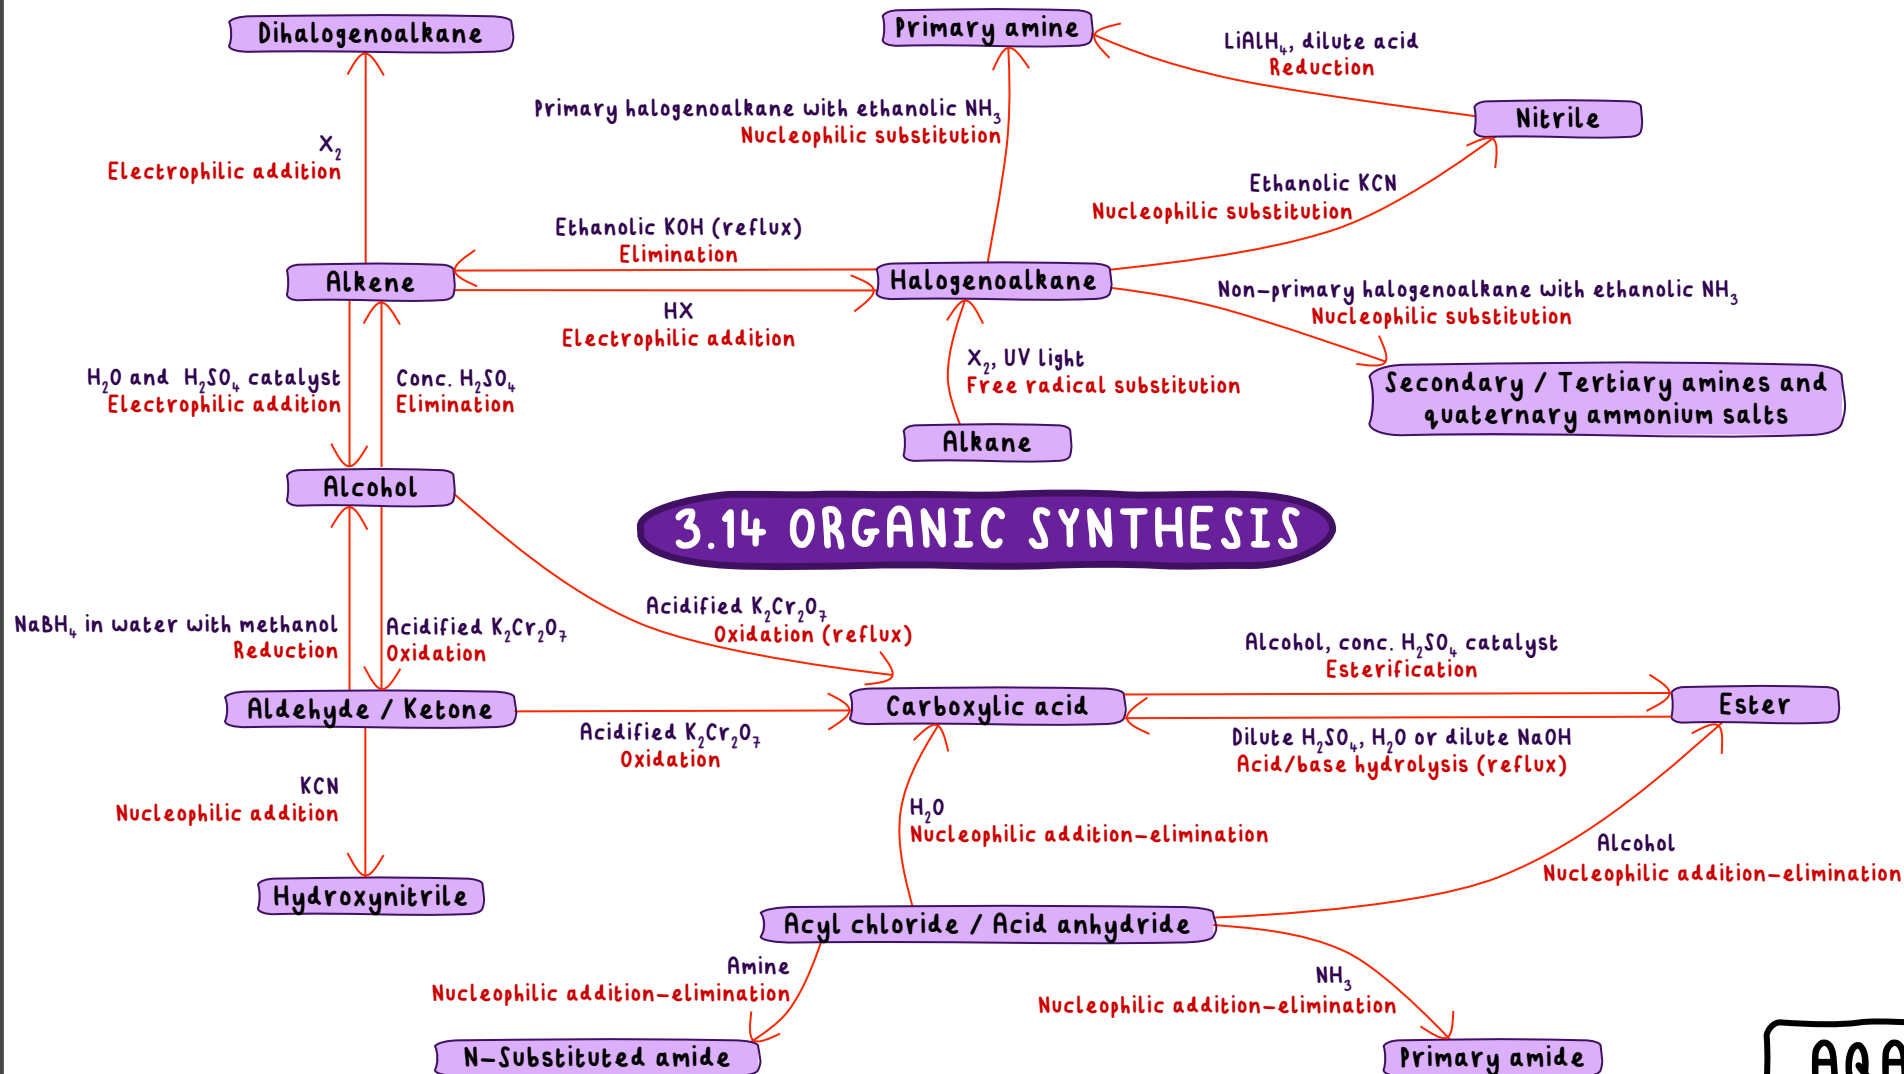 Dihalogenoalkane
Primary amine
LiAlH₄, dilute acid
Reduction
Nitrile
Primary halogenoalkane with ethanolic NH₃
Nucleophilic substitution
X₂
Electrophilic addition
Ethanolic KCN
Nucleophilic substitution
Ethanolic KOH (reflux)
Elimination
Alkene
Halogenoalkane
HX
Electrophilic addition
Non-primary halogenoalkane with ethanolic NH₃
Nucleophilic substitution
X₂, UV light
Free radical substitution
Secondary / Tertiary amines and
quaternary ammonium salts
H₂O and H₂SO₄ catalyst
Electrophilic addition
Conc. H₂SO₄
Elimination
Alkane
Alcohol
3.14 ORGANIC SYNTHESIS
NaBH₄ in water with methanol
Reduction
Acidified K₂Cr₂O₇
Oxidation
Acidified K₂Cr₂O₇
Oxidation (reflux)
Alcohol, conc. H₂SO₄ catalyst
Esterification
Aldehyde / Ketone
Carboxylic acid
Ester
Acidified K₂Cr₂O₇
Oxidation
Dilute H₂SO₄, H₂O or dilute NaOH
Acid/base hydrolysis (reflux)
KCN
Nucleophilic addition
H₂O
Nucleophilic addition-elimination
Alcohol
Nucleophilic addition-elimination
Hydroxynitrile
Acyl chloride / Acid anhydride
Amine
Nucleophilic addition-elimination
NH₃
Nucleophilic addition-elimination
N-Substituted amide
Primary amide
AQA